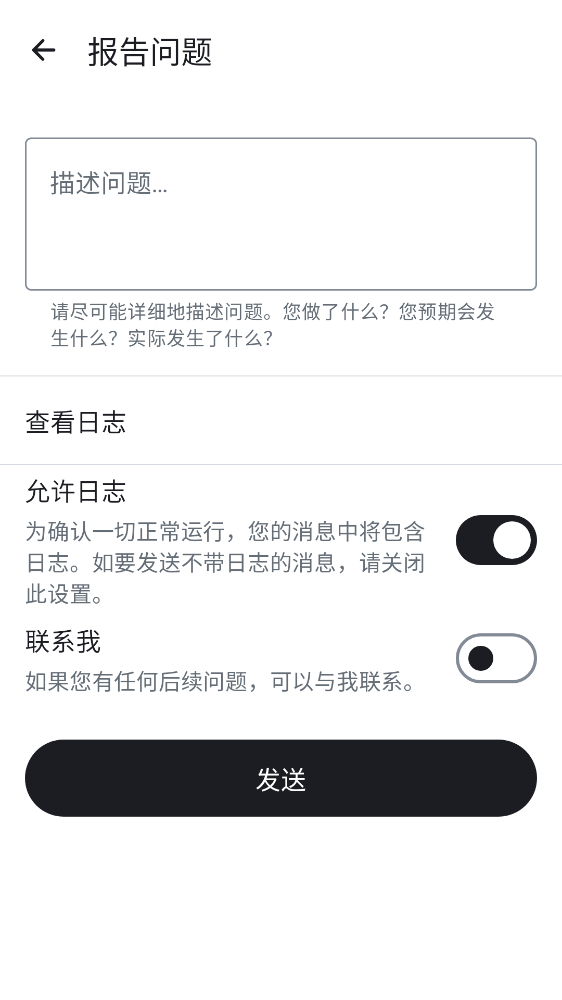 报告问题
描述问题...
请尽可能详细地描述问题。您做了什么？您预期会发
生什么？实际发生了什么？
查看日志
允许日志
为确认一切正常运行，您的消息中将包含
日志。如要发送不带日志的消息，请关闭
此设置。
联系我
如果您有任何后续问题，可以与我联系。
发送